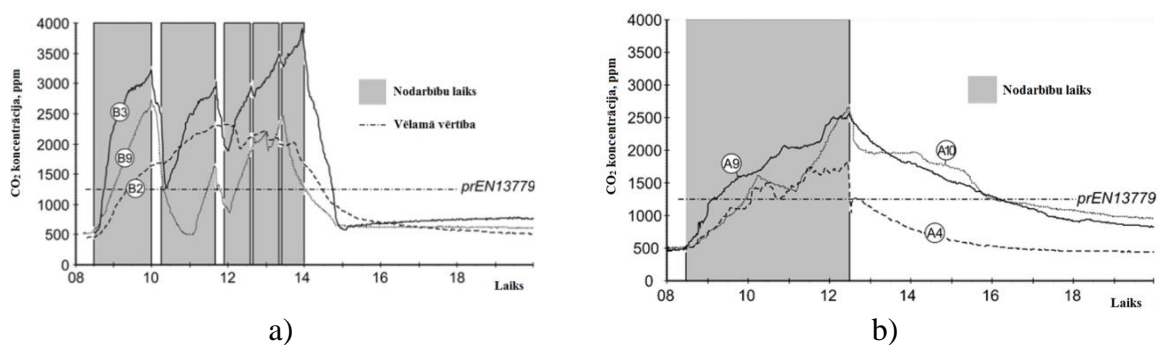 CO₂ koncentrācija, ppm
4000
3500
3000
2500
2000
1500
1000
500
0
B3
B9
B2
Nodarbību laiks
Vēlamā vērtība
prEN13779
08 10 12 14 16 18
Laiks
a)
CO₂ koncentrācija, ppm
4000
3500
3000
2500
2000
1500
1000
500
0
A9
A10
A4
Nodarbību laiks
prEN13779
08 10 12 14 16 18
Laiks
b)